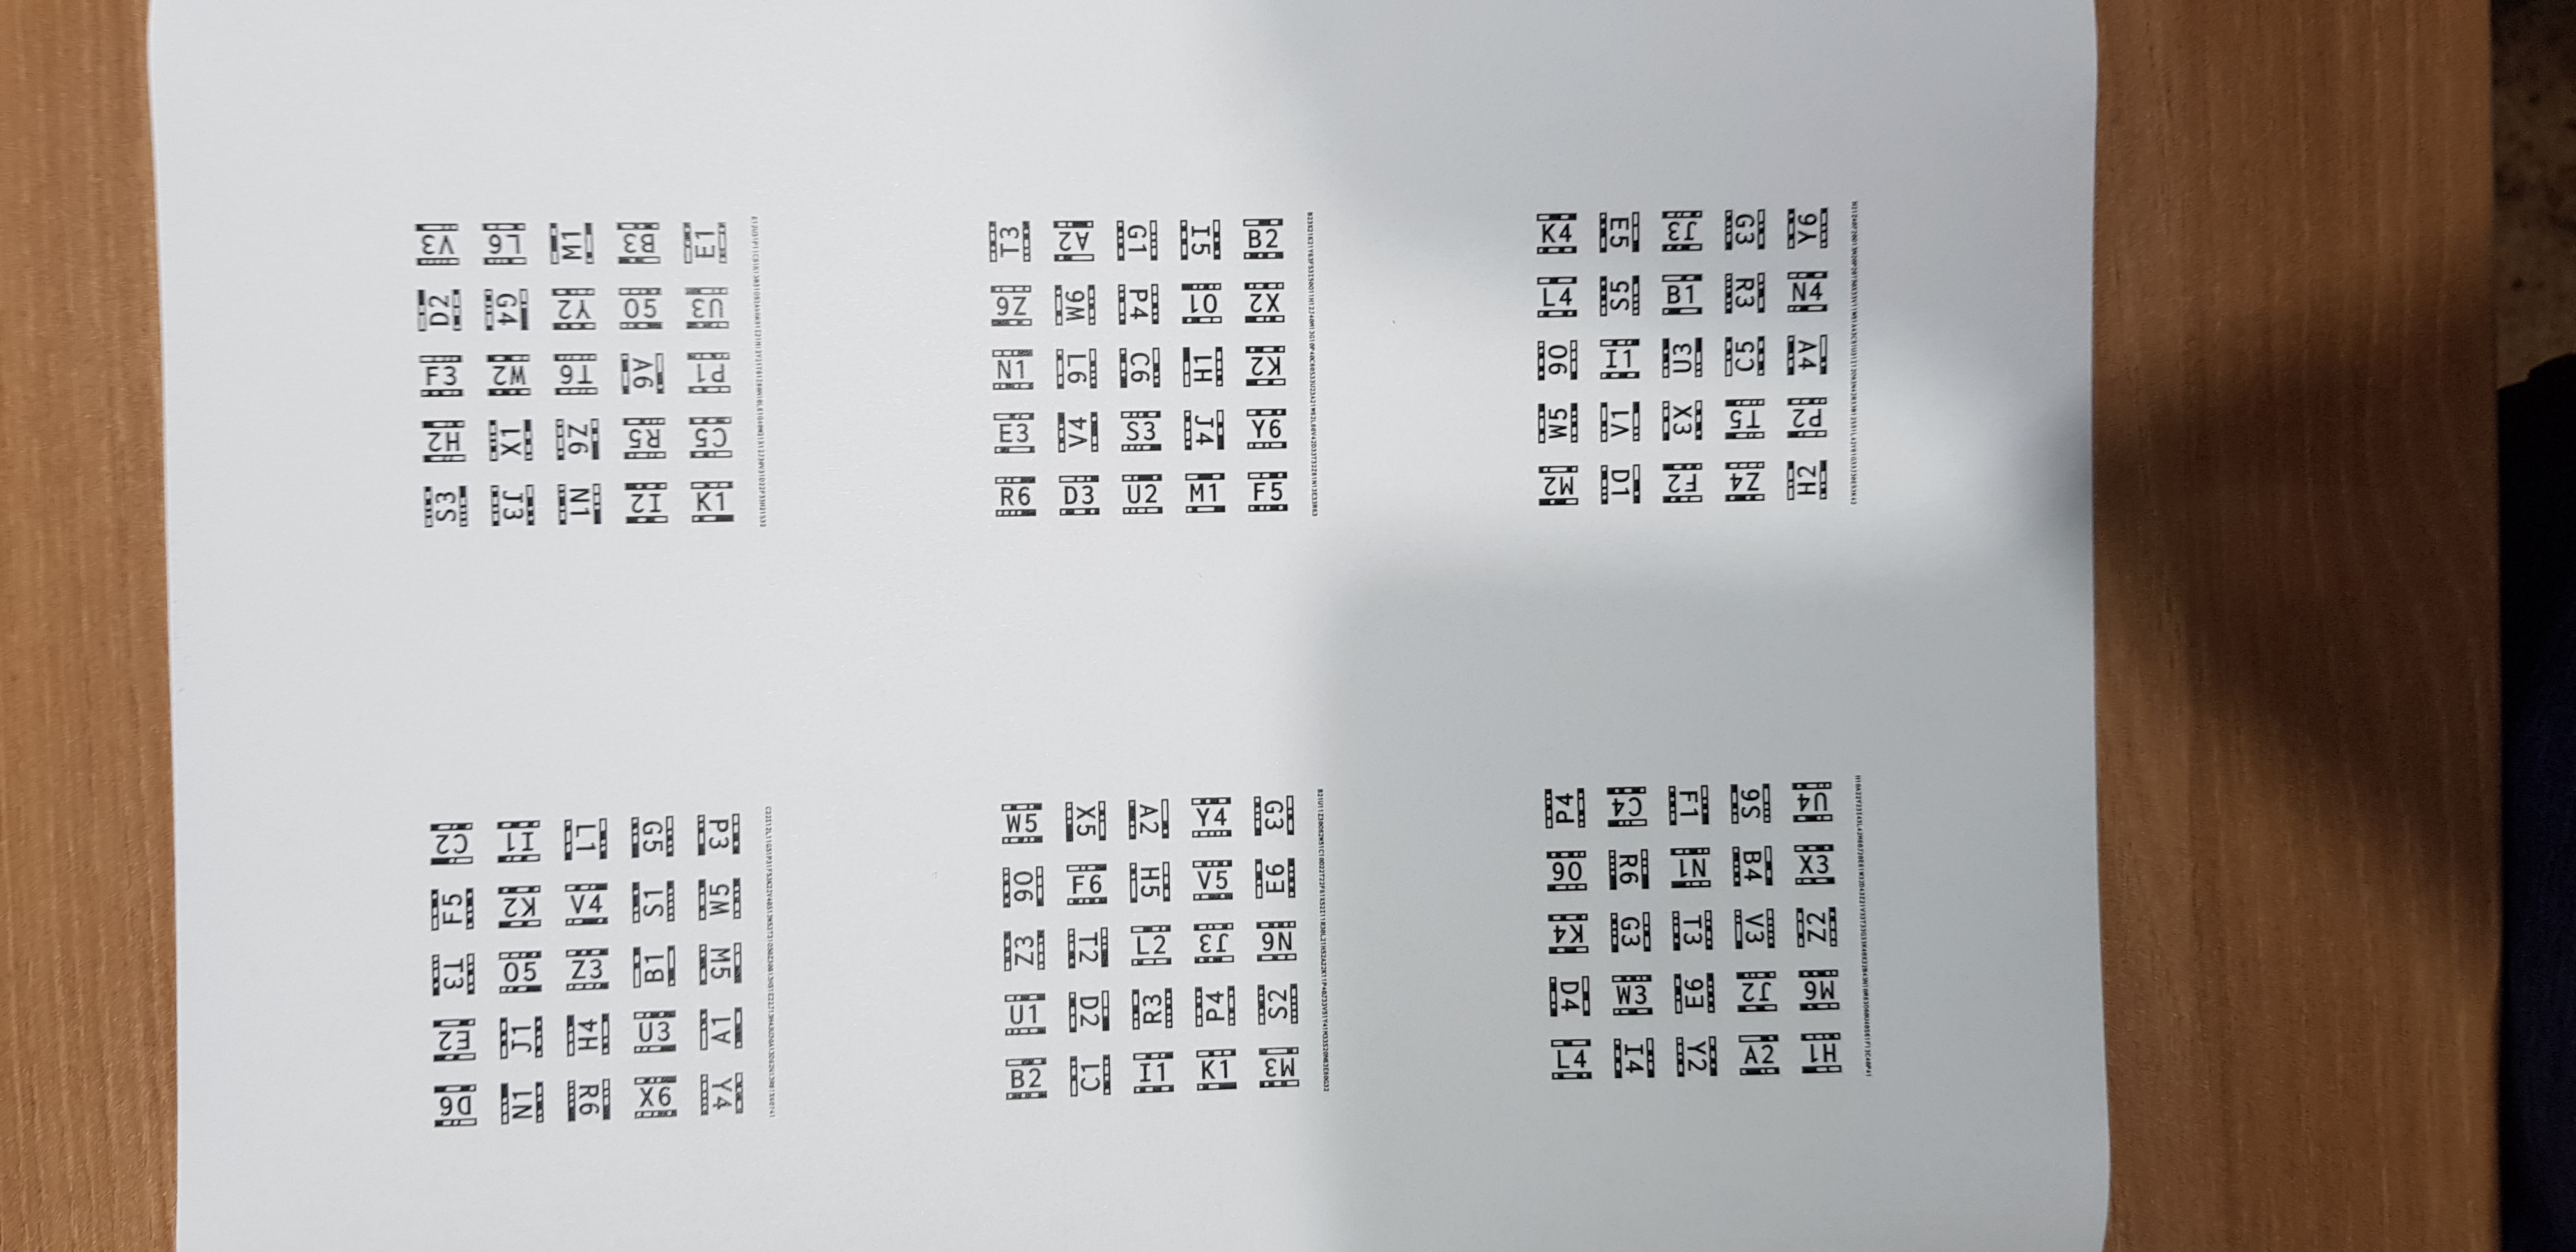 D6 E2 T3 F5 C2
N1 J1 O5 K2 I1
R6 H4 Z3 V4 L1
X6 U3 B1 S1 G5
Y4 A1 M5 W5 P3
S3 H2 F3 D2 V3
J3 X1 W2 G4 L6
N1 Z6 T6 Y2 M1
I2 R5 A6 O5 B3
K1 C5 P1 U3 E1
B2 U1 Z3 O6 W5
C1 D2 T2 F6 X5
I1 R3 L2 H5 A2
K1 P4 J3 V5 Y4
M3 S2 N6 E6 G3
R6 E3 N1 Z6 T3
D3 V4 L6 W6 A2
U2 S3 C6 P4 G1
M1 J4 H1 O1 I5
F5 Y6 K2 X2 B2
L4 D4 K4 O6 P4
I4 W3 G3 R6 C4
Y2 E6 T3 N1 F1
A2 J2 V3 B4 S6
H1 M6 Z2 X3 U4
M2 W5 O6 L4 K4
D1 V1 I1 S5 E5
F2 X3 U3 B1 J3
Z4 T5 C5 R3 G3
H2 P2 A4 N4 Y6